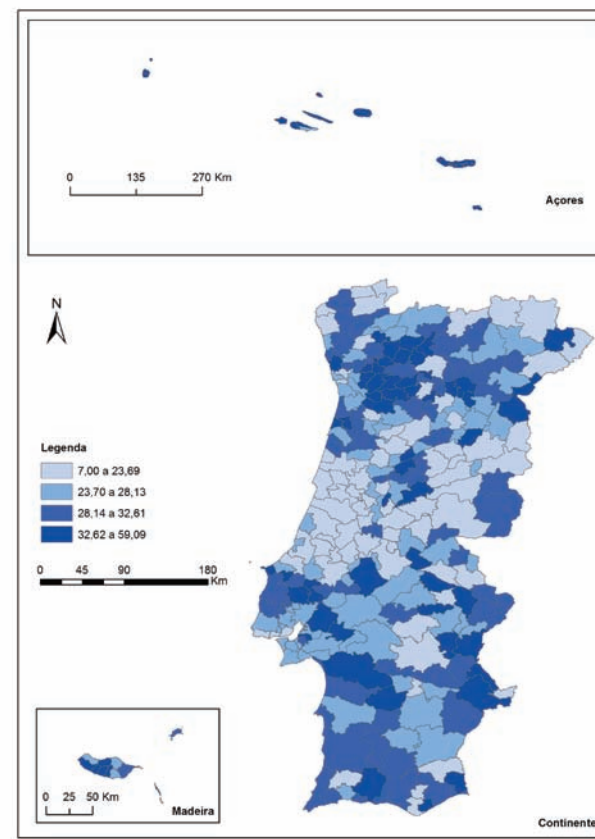 0 135 270 Km
Açores
N
Legenda
7,00 a 23,69
23,70 a 28,13
28,14 a 32,61
32,62 a 59,09
0 45 90 180
Km
0 25 50 Km
Madeira
Continente